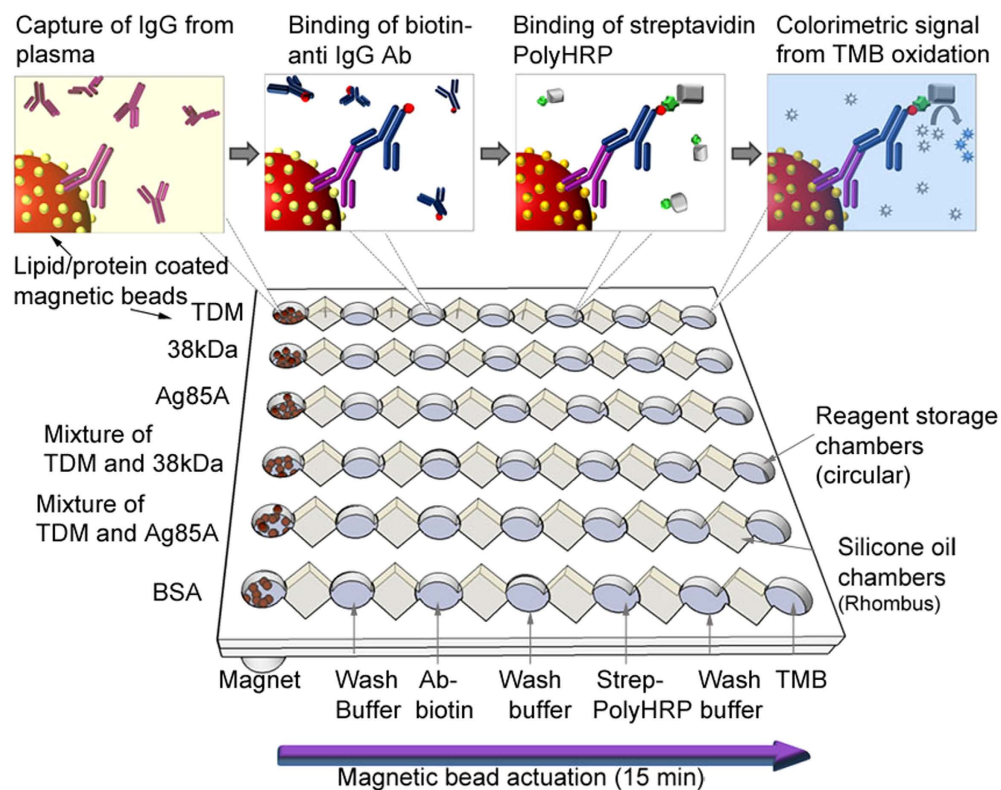 Capture of IgG from
plasma
Binding of biotin-
anti IgG Ab
Binding of streptavidin
PolyHRP
Colorimetric signal
from TMB oxidation
Lipid/protein coated
magnetic beads
TDM
38kDa
Ag85A
Mixture of
TDM and 38kDa
Mixture of
TDM and Ag85A
BSA
Reagent storage
chambers
(circular)
Silicone oil
chambers
(Rhombus)
Magnet
Wash
Buffer
Ab-
biotin
Wash
buffer
Strep-
PolyHRP
Wash
buffer
TMB
Magnetic bead actuation (15 min)